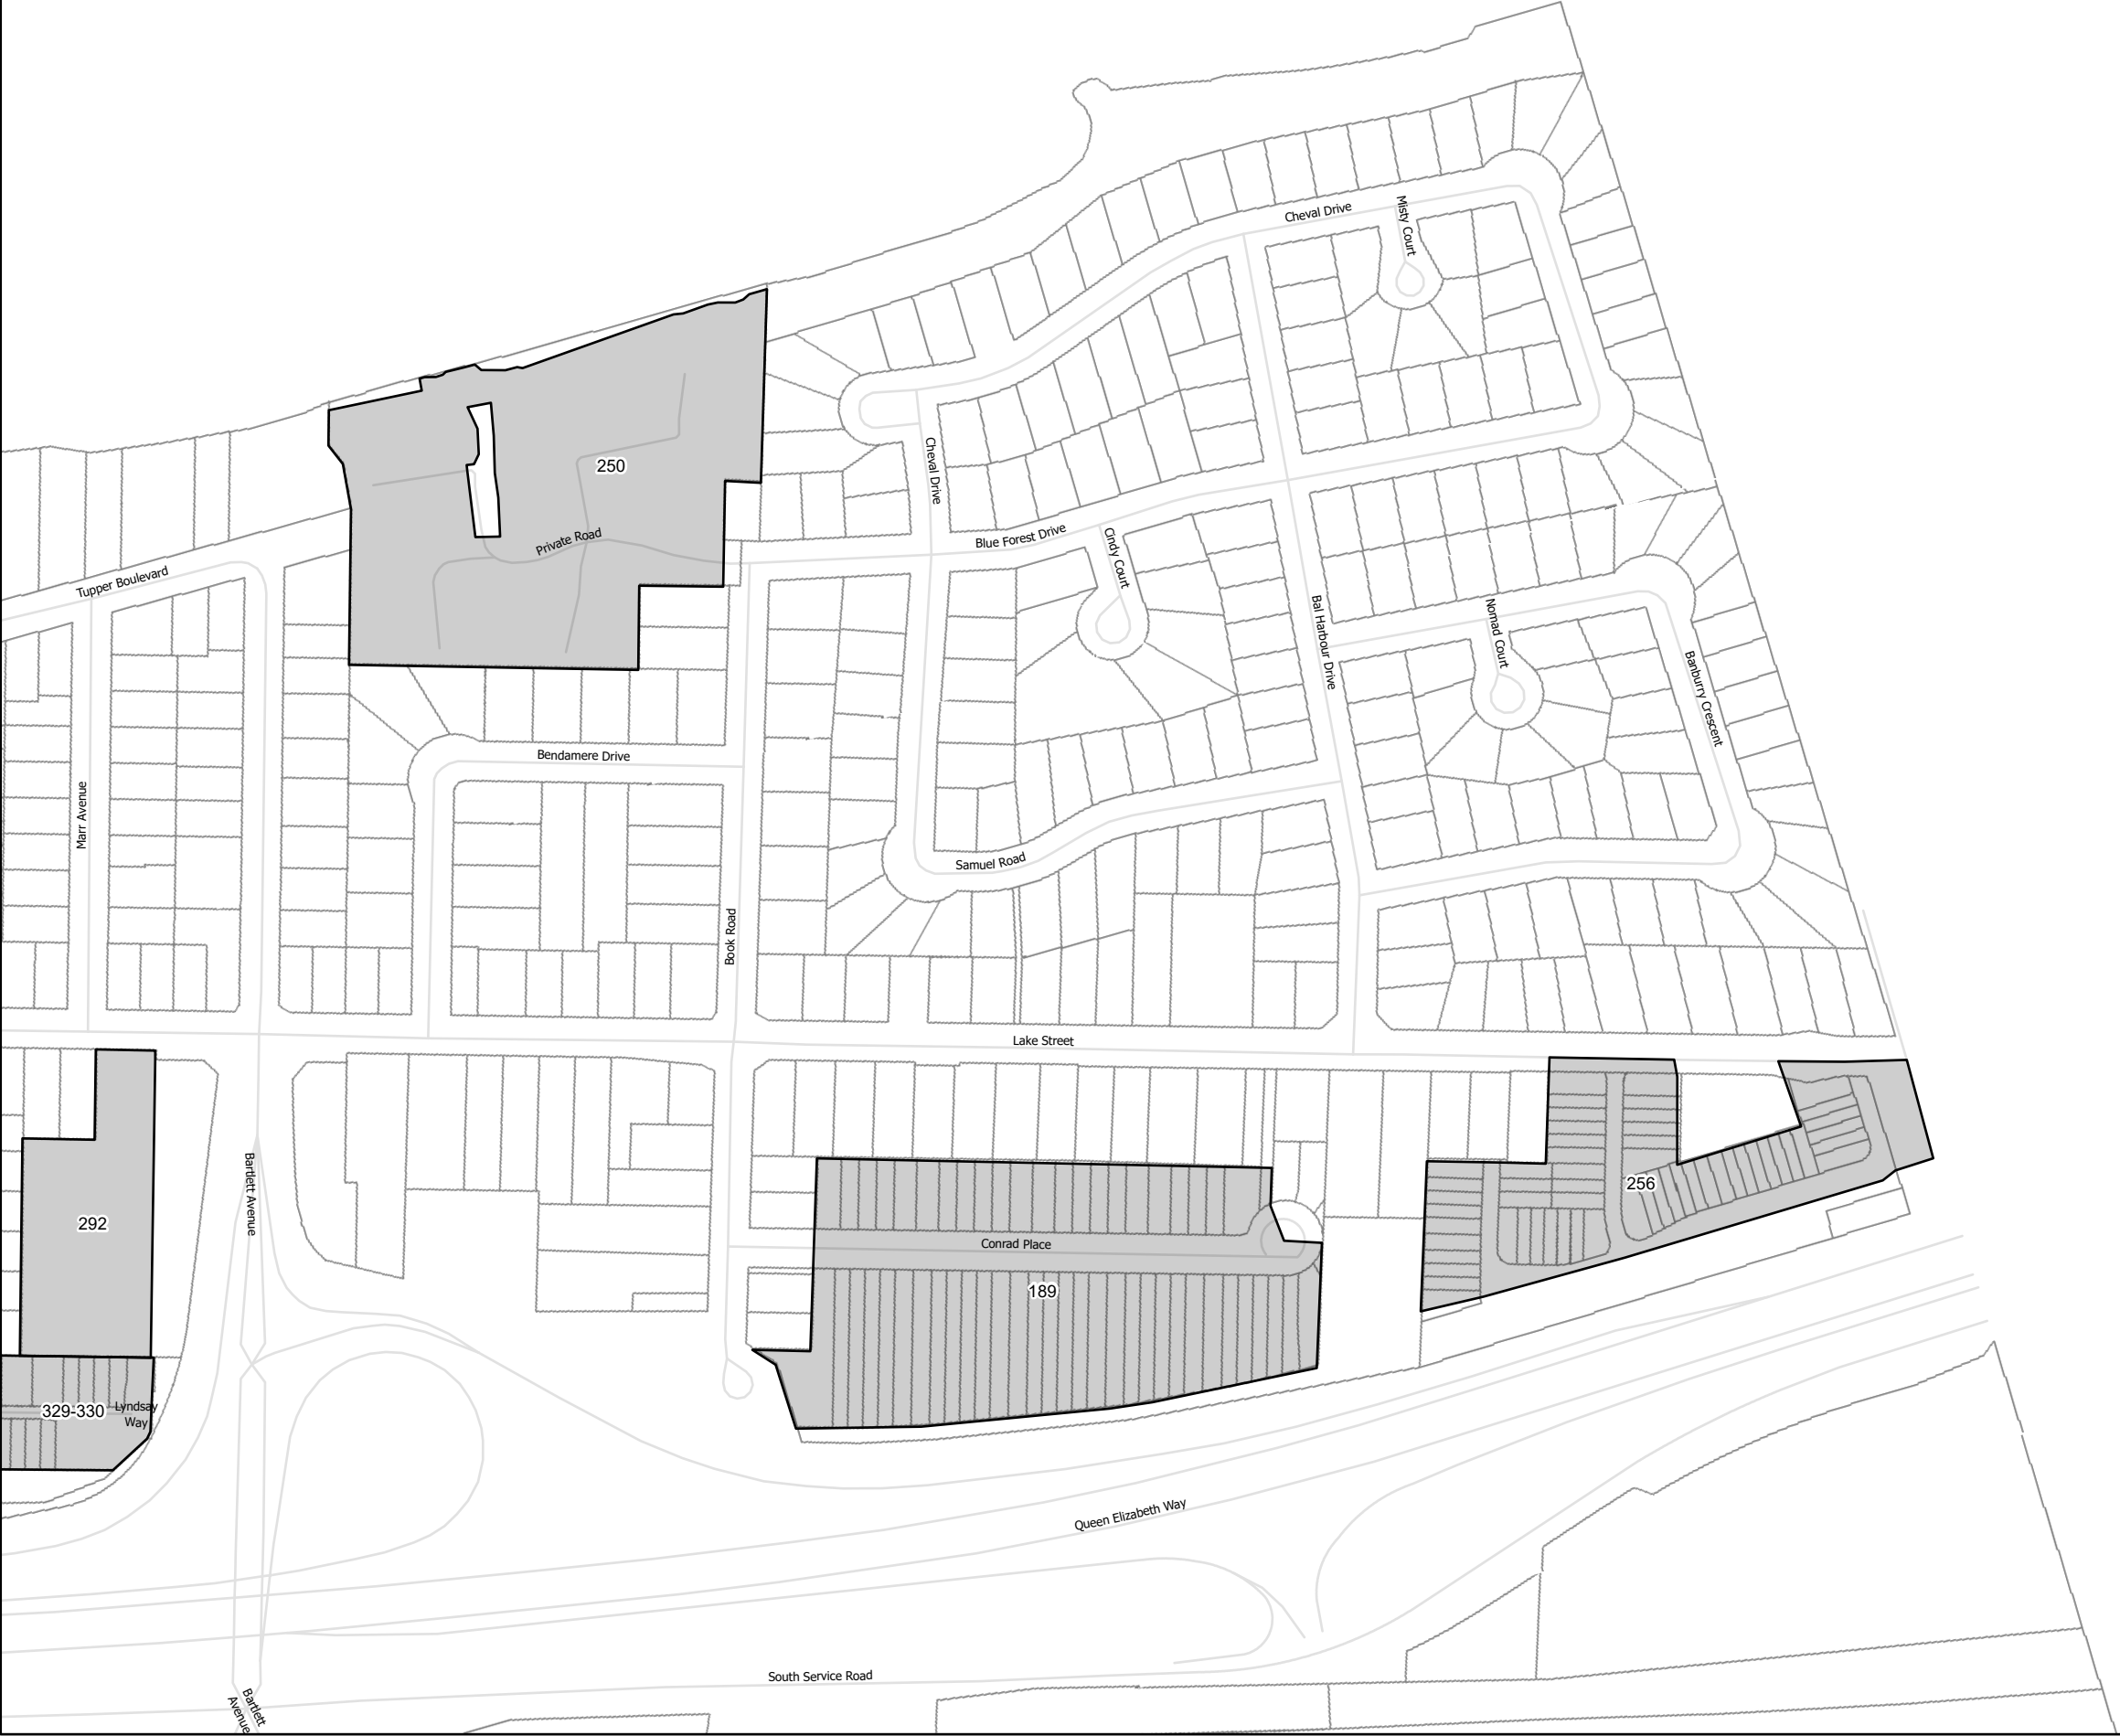 Cheval Drive
Misty Court
250
Cheval Drive
Private Road
Blue Forest Drive
Cindy Court
Tupper Boulevard
Bal Harbour Drive
Nomad Court
Banburry Crescent
Bendamere Drive
Marr Avenue
Samuel Road
Book Road
Lake Street
Bartlett Avenue
256
292
Conrad Place
189
Lyndsay
Way
329-330
Queen Elizabeth Way
South Service Road
Bartlett
Avenue